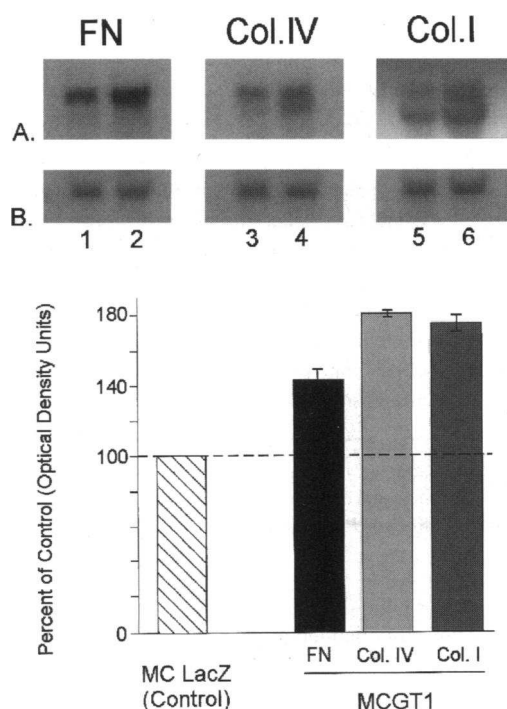 FN Col.IV Col.I
A.
B.
1 2 3 4 5 6
Percent of Control (Optical Density Units)
180
140
100
0
FN Col. IV Col. I
MC LacZ
(Control)
MCGT1